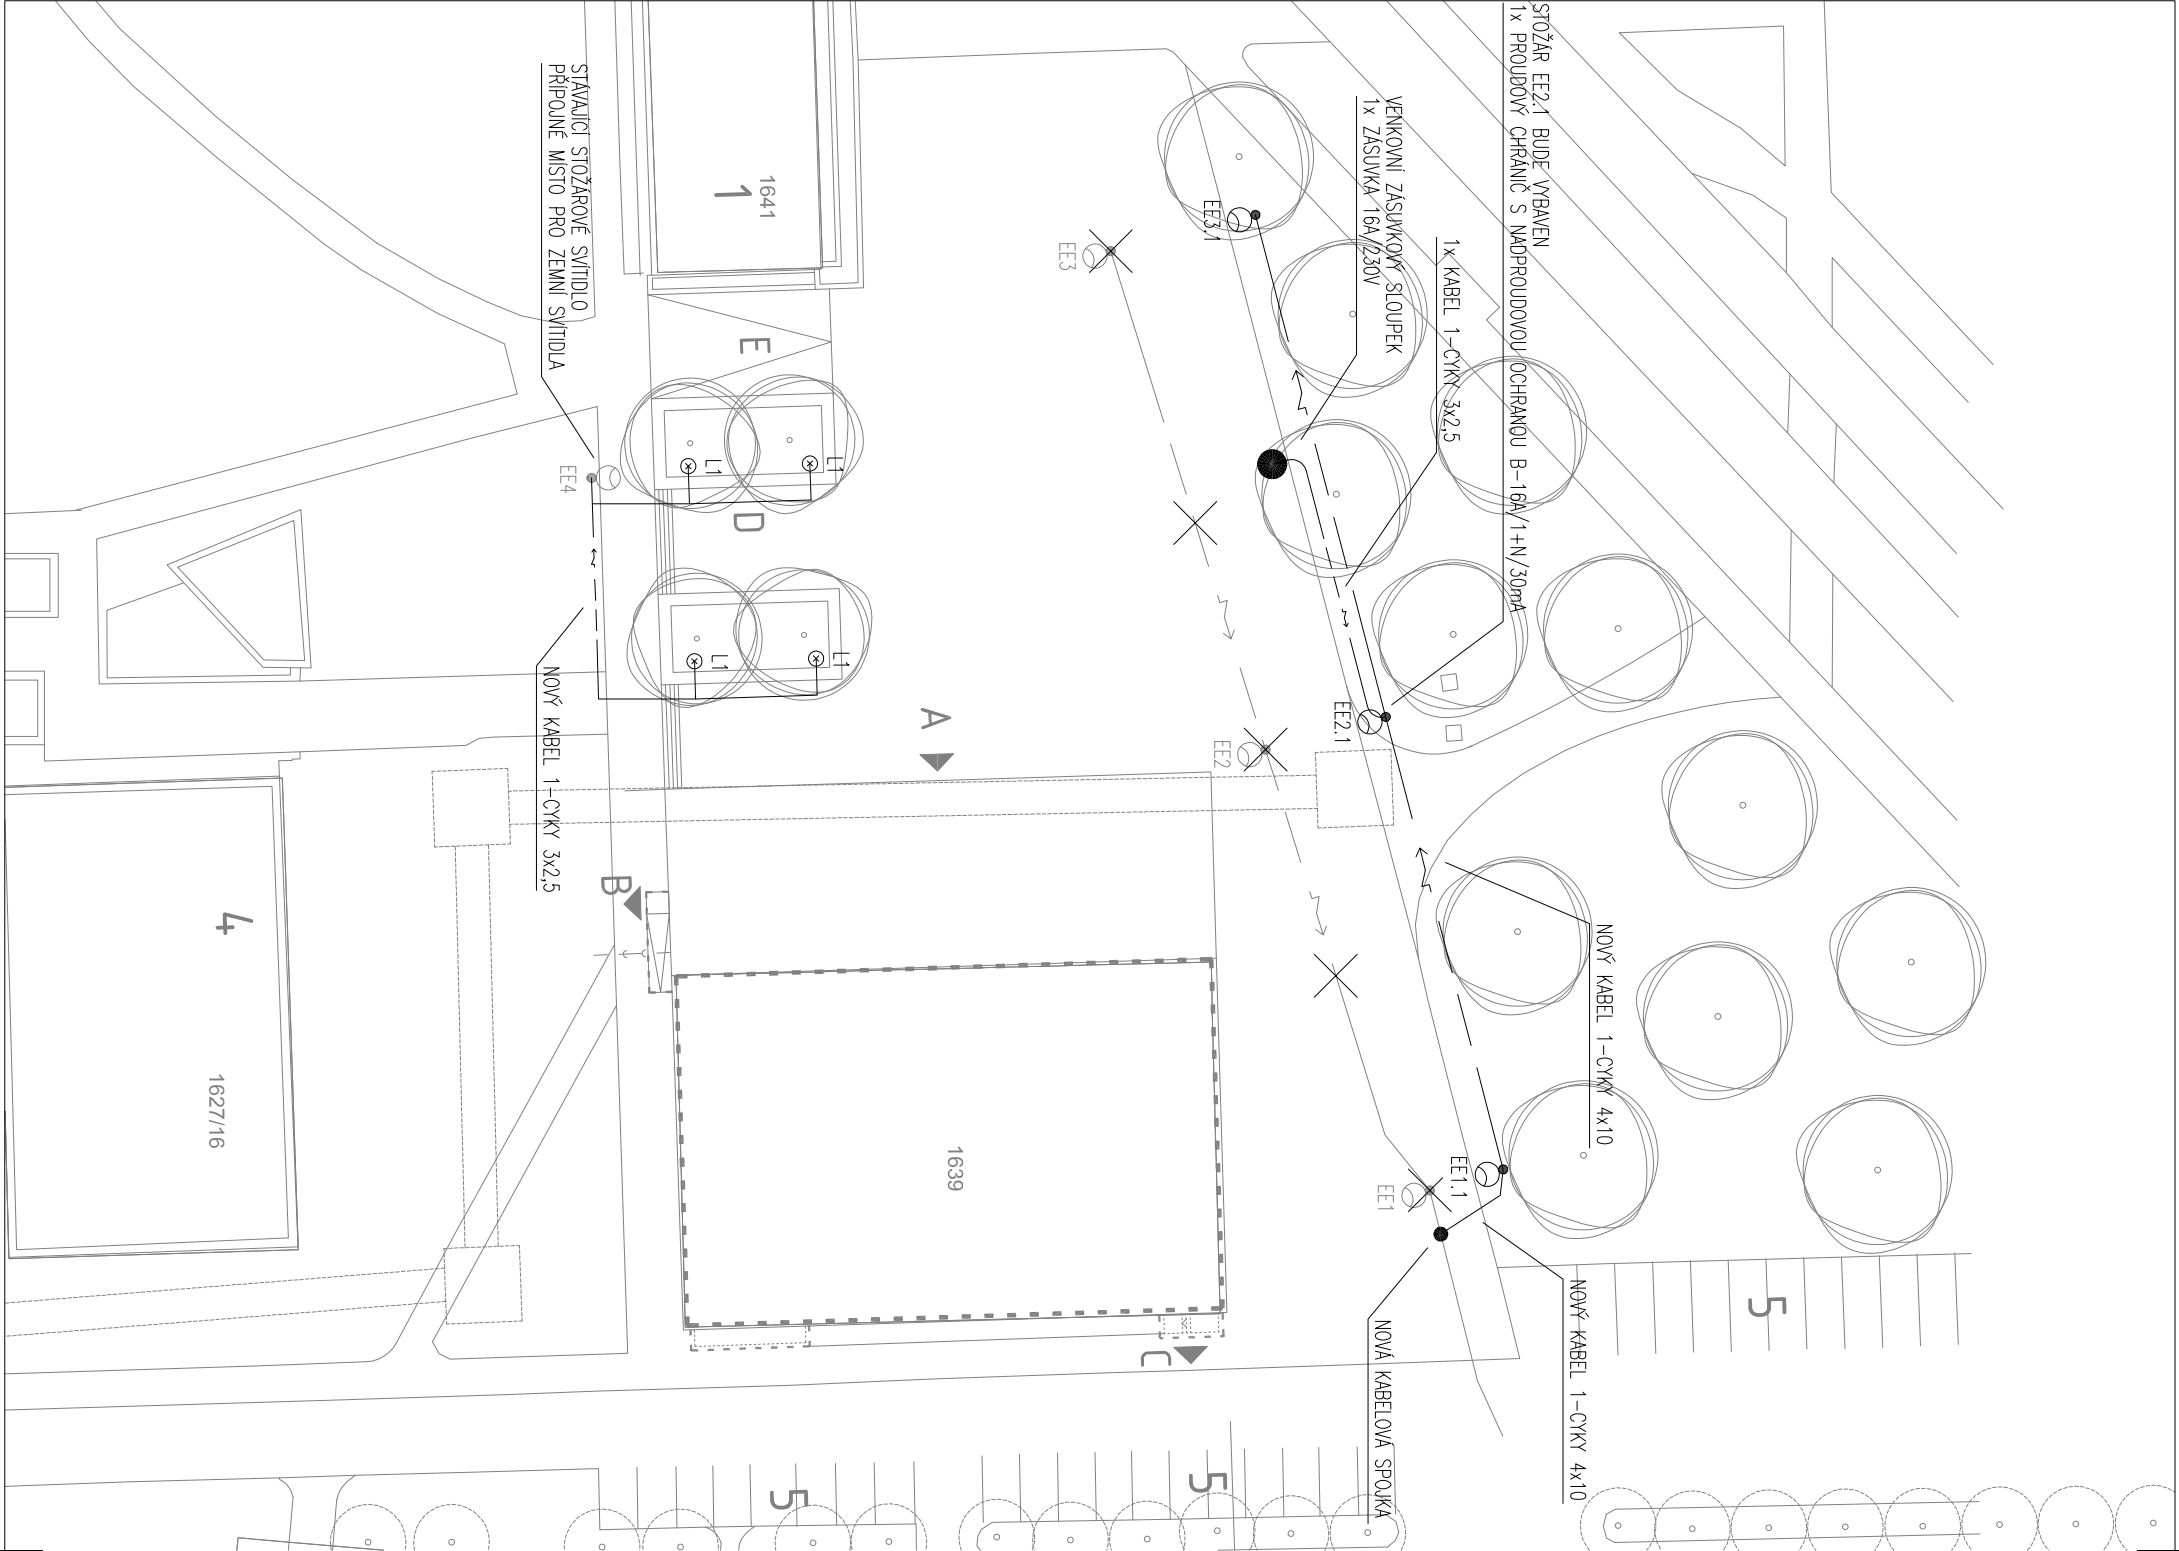 STOŽÁR EE2.1 BUDE VYBAVEN
1x PROUDOVÝ CHRÁNIČ S NADPROUDOVOU OCHRANOU B-16A/1+N/30mA
1x KABEL 1-CYKY 3x2,5
VENKOVNÍ ZÁSUVKOVÝ SLOUPEK
1x ZÁSUVKA 16A/230V
EE3.1
EE3
1641
1
STÁVAJÍCÍ STOŽÁROVÉ SVÍTIDLO
PŘÍPOJNÉ MÍSTO PRO ZEMNÍ SVÍTIDLA
E
L1
L1
D
EE4
L1
L1
NOVÝ KABEL 1-CYKY 3x2,5
EE2.1
EE2
A
B
4
1627/16
NOVÝ KABEL 1-CYKY 4x10
1639
EE1.1
EE1
NOVÝ KABEL 1-CYKY 4x10
5
NOVÁ KABELOVÁ SPOJKA
C
5
5